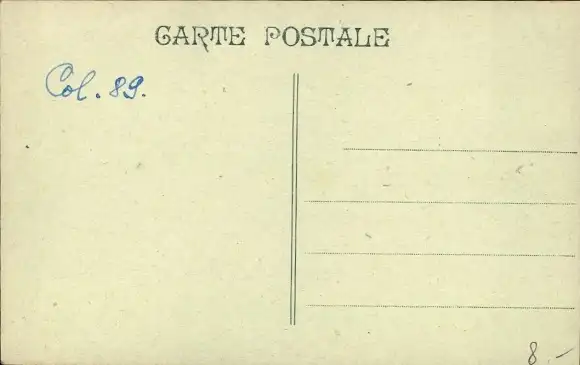 CARTE POSTALE
Col. 89.
8.-